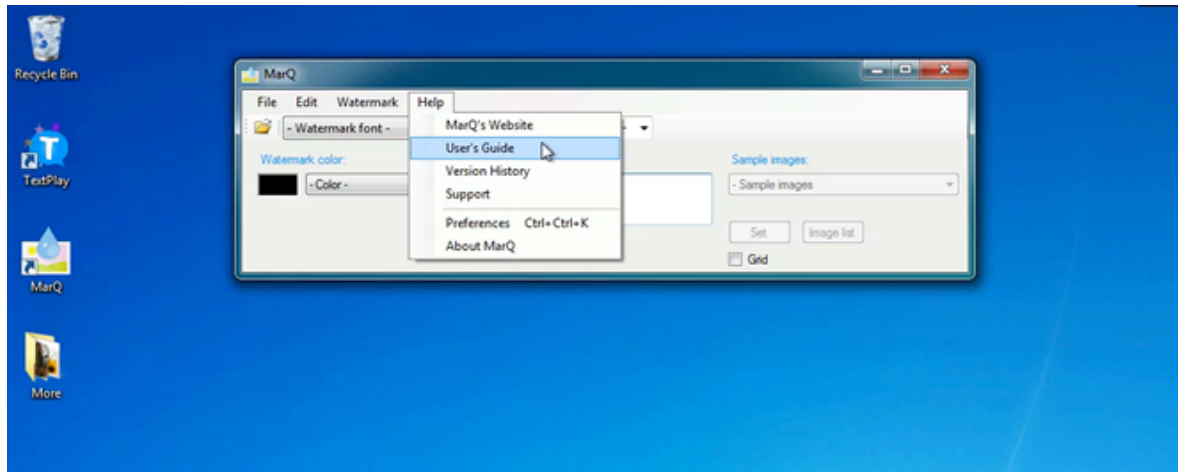 Recycle Bin
TextPlay
MarQ
More
MarQ
File Edit Watermark Help
- Watermark font -
Watermark color:
- Color -
MarQ's Website
User's Guide
Version History
Support
Preferences Ctrl+Ctrl+K
About MarQ
Sample images:
- Sample images
Set Image list
Grid